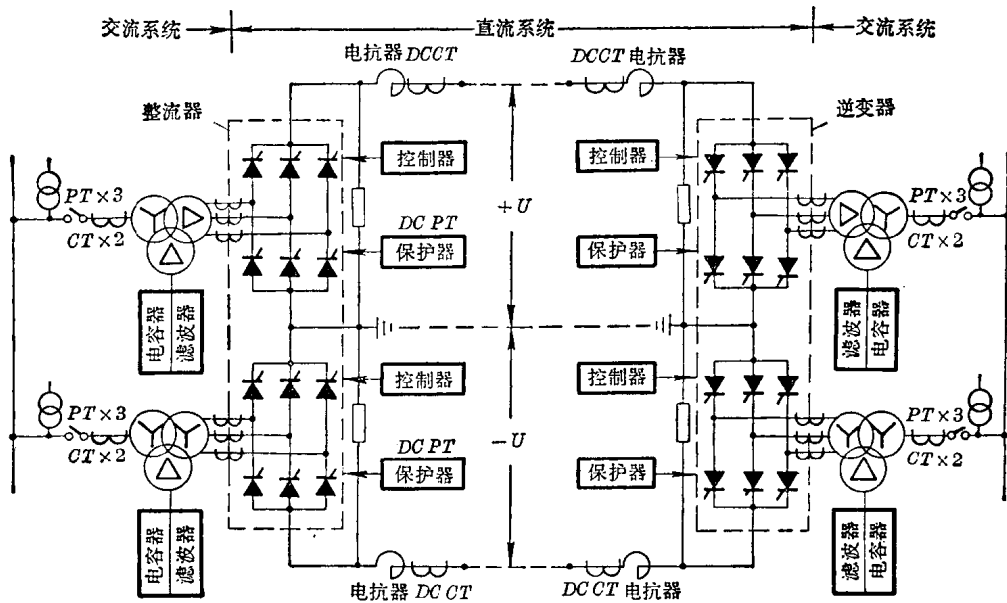 交流系统
直流系统
交流系统
电抗器 DCCT
DCCT 电抗器
整流器
逆变器
控制器
控制器
PT×3
CT×2
+U
PT×3
CT×2
DC PT
保护器
保护器
电容器
滤波器
滤波器
电容器
控制器
控制器
PT×3
CT×2
-U
PT×3
CT×2
DC PT
保护器
保护器
电容器
滤波器
滤波器
电容器
电抗器 DC CT
DC CT 电抗器